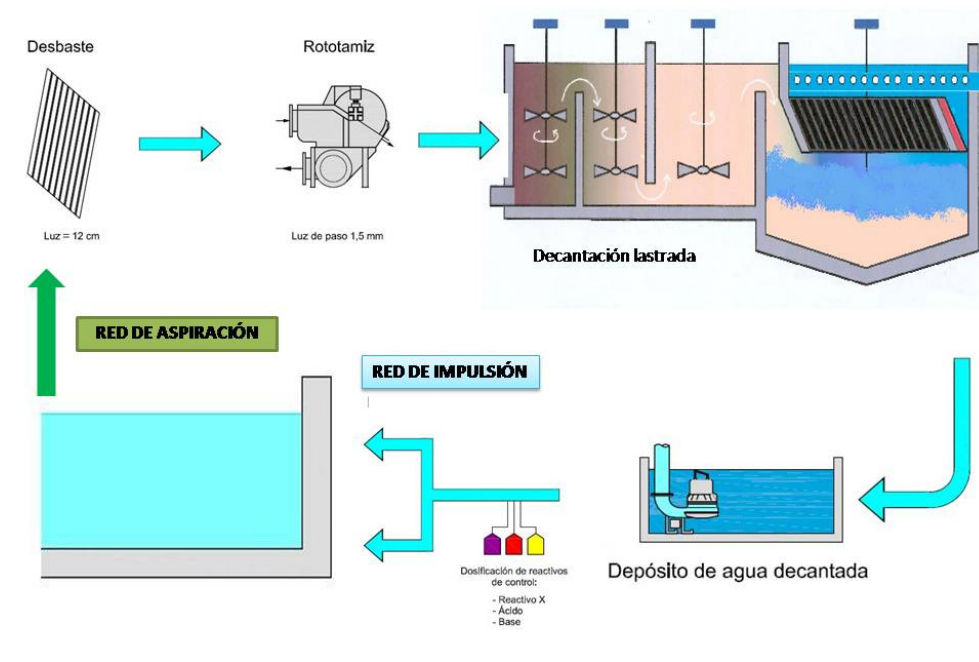 Desbaste
Rototamiz
Luz = 12 cm
Luz de paso 1,5 mm
Decantación lastrada
RED DE ASPIRACIÓN
RED DE IMPULSIÓN
Dosificación de reactivos
de control:
- Reactivo X
- Ácido
- Base
Depósito de agua decantada